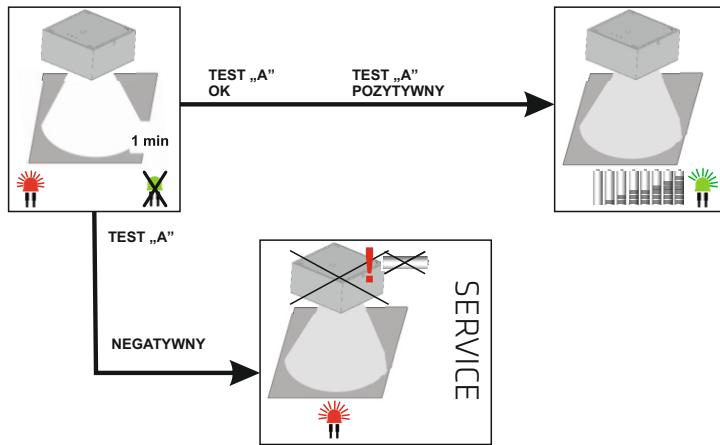 TEST „A”
OK
TEST „A”
POZYTYWNY
1 min
TEST „A”
NEGATYWNY
SERVICE